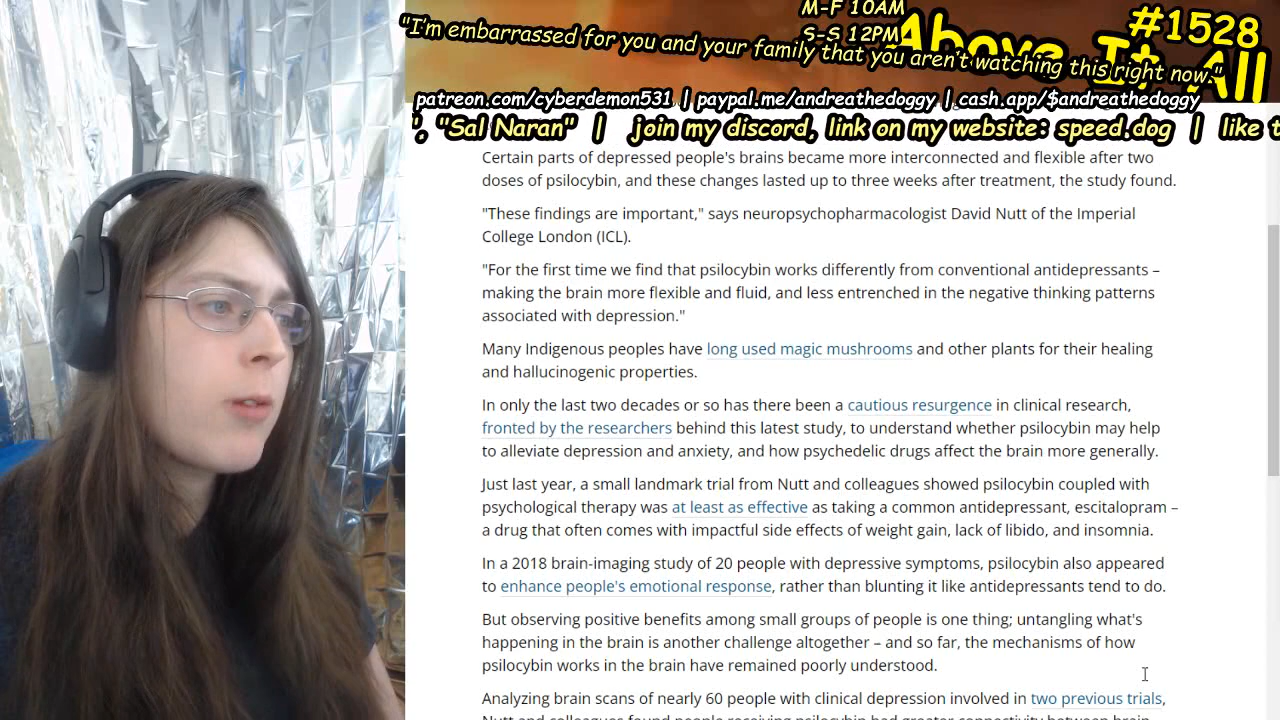 M-F 10AM
S-S 12PM
Above It All
#1528
"I'm embarrassed for you and your family that you aren't watching this right now."
patreon.com/cyberdemon531 | paypal.me/andreathedoggy | cash.app/$andreathedoggy
", "Sal Naran" | join my discord, link on my website: speed.dog | like t
Certain parts of depressed people's brains became more interconnected and flexible after two
doses of psilocybin, and these changes lasted up to three weeks after treatment, the study found.
"These findings are important," says neuropsychopharmacologist David Nutt of the Imperial
College London (ICL).
"For the first time we find that psilocybin works differently from conventional antidepressants –
making the brain more flexible and fluid, and less entrenched in the negative thinking patterns
associated with depression."
Many Indigenous peoples have long used magic mushrooms and other plants for their healing
and hallucinogenic properties.
In only the last two decades or so has there been a cautious resurgence in clinical research,
fronted by the researchers behind this latest study, to understand whether psilocybin may help
to alleviate depression and anxiety, and how psychedelic drugs affect the brain more generally.
Just last year, a small landmark trial from Nutt and colleagues showed psilocybin coupled with
psychological therapy was at least as effective as taking a common antidepressant, escitalopram –
a drug that often comes with impactful side effects of weight gain, lack of libido, and insomnia.
In a 2018 brain-imaging study of 20 people with depressive symptoms, psilocybin also appeared
to enhance people's emotional response, rather than blunting it like antidepressants tend to do.
But observing positive benefits among small groups of people is one thing; untangling what's
happening in the brain is another challenge altogether – and so far, the mechanisms of how
psilocybin works in the brain have remained poorly understood.
Analyzing brain scans of nearly 60 people with clinical depression involved in two previous trials,
Nutt and colleagues found people receiving psilocybin had greater connectivity between brain